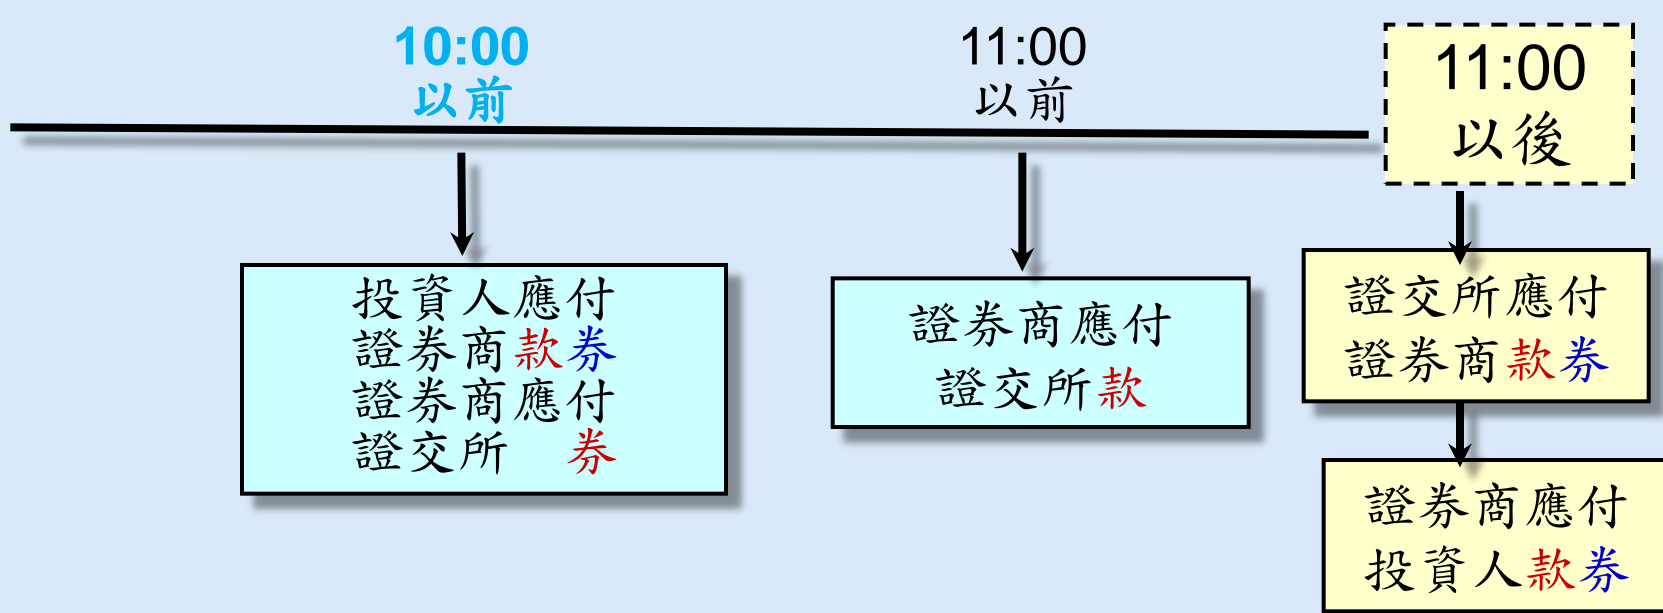 10:00
以前
11:00
以前
11:00
以後
投資人應付
證券商款券
證券商應付
證交所　券
證券商應付
證交所款
證交所應付
證券商款券
證券商應付
投資人款券